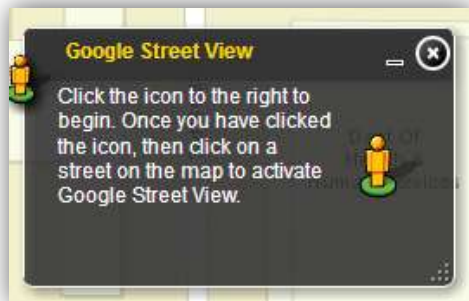 Google Street View
Click the icon to the right to
begin. Once you have clicked
the icon, then click on a
street on the map to activate
Google Street View.